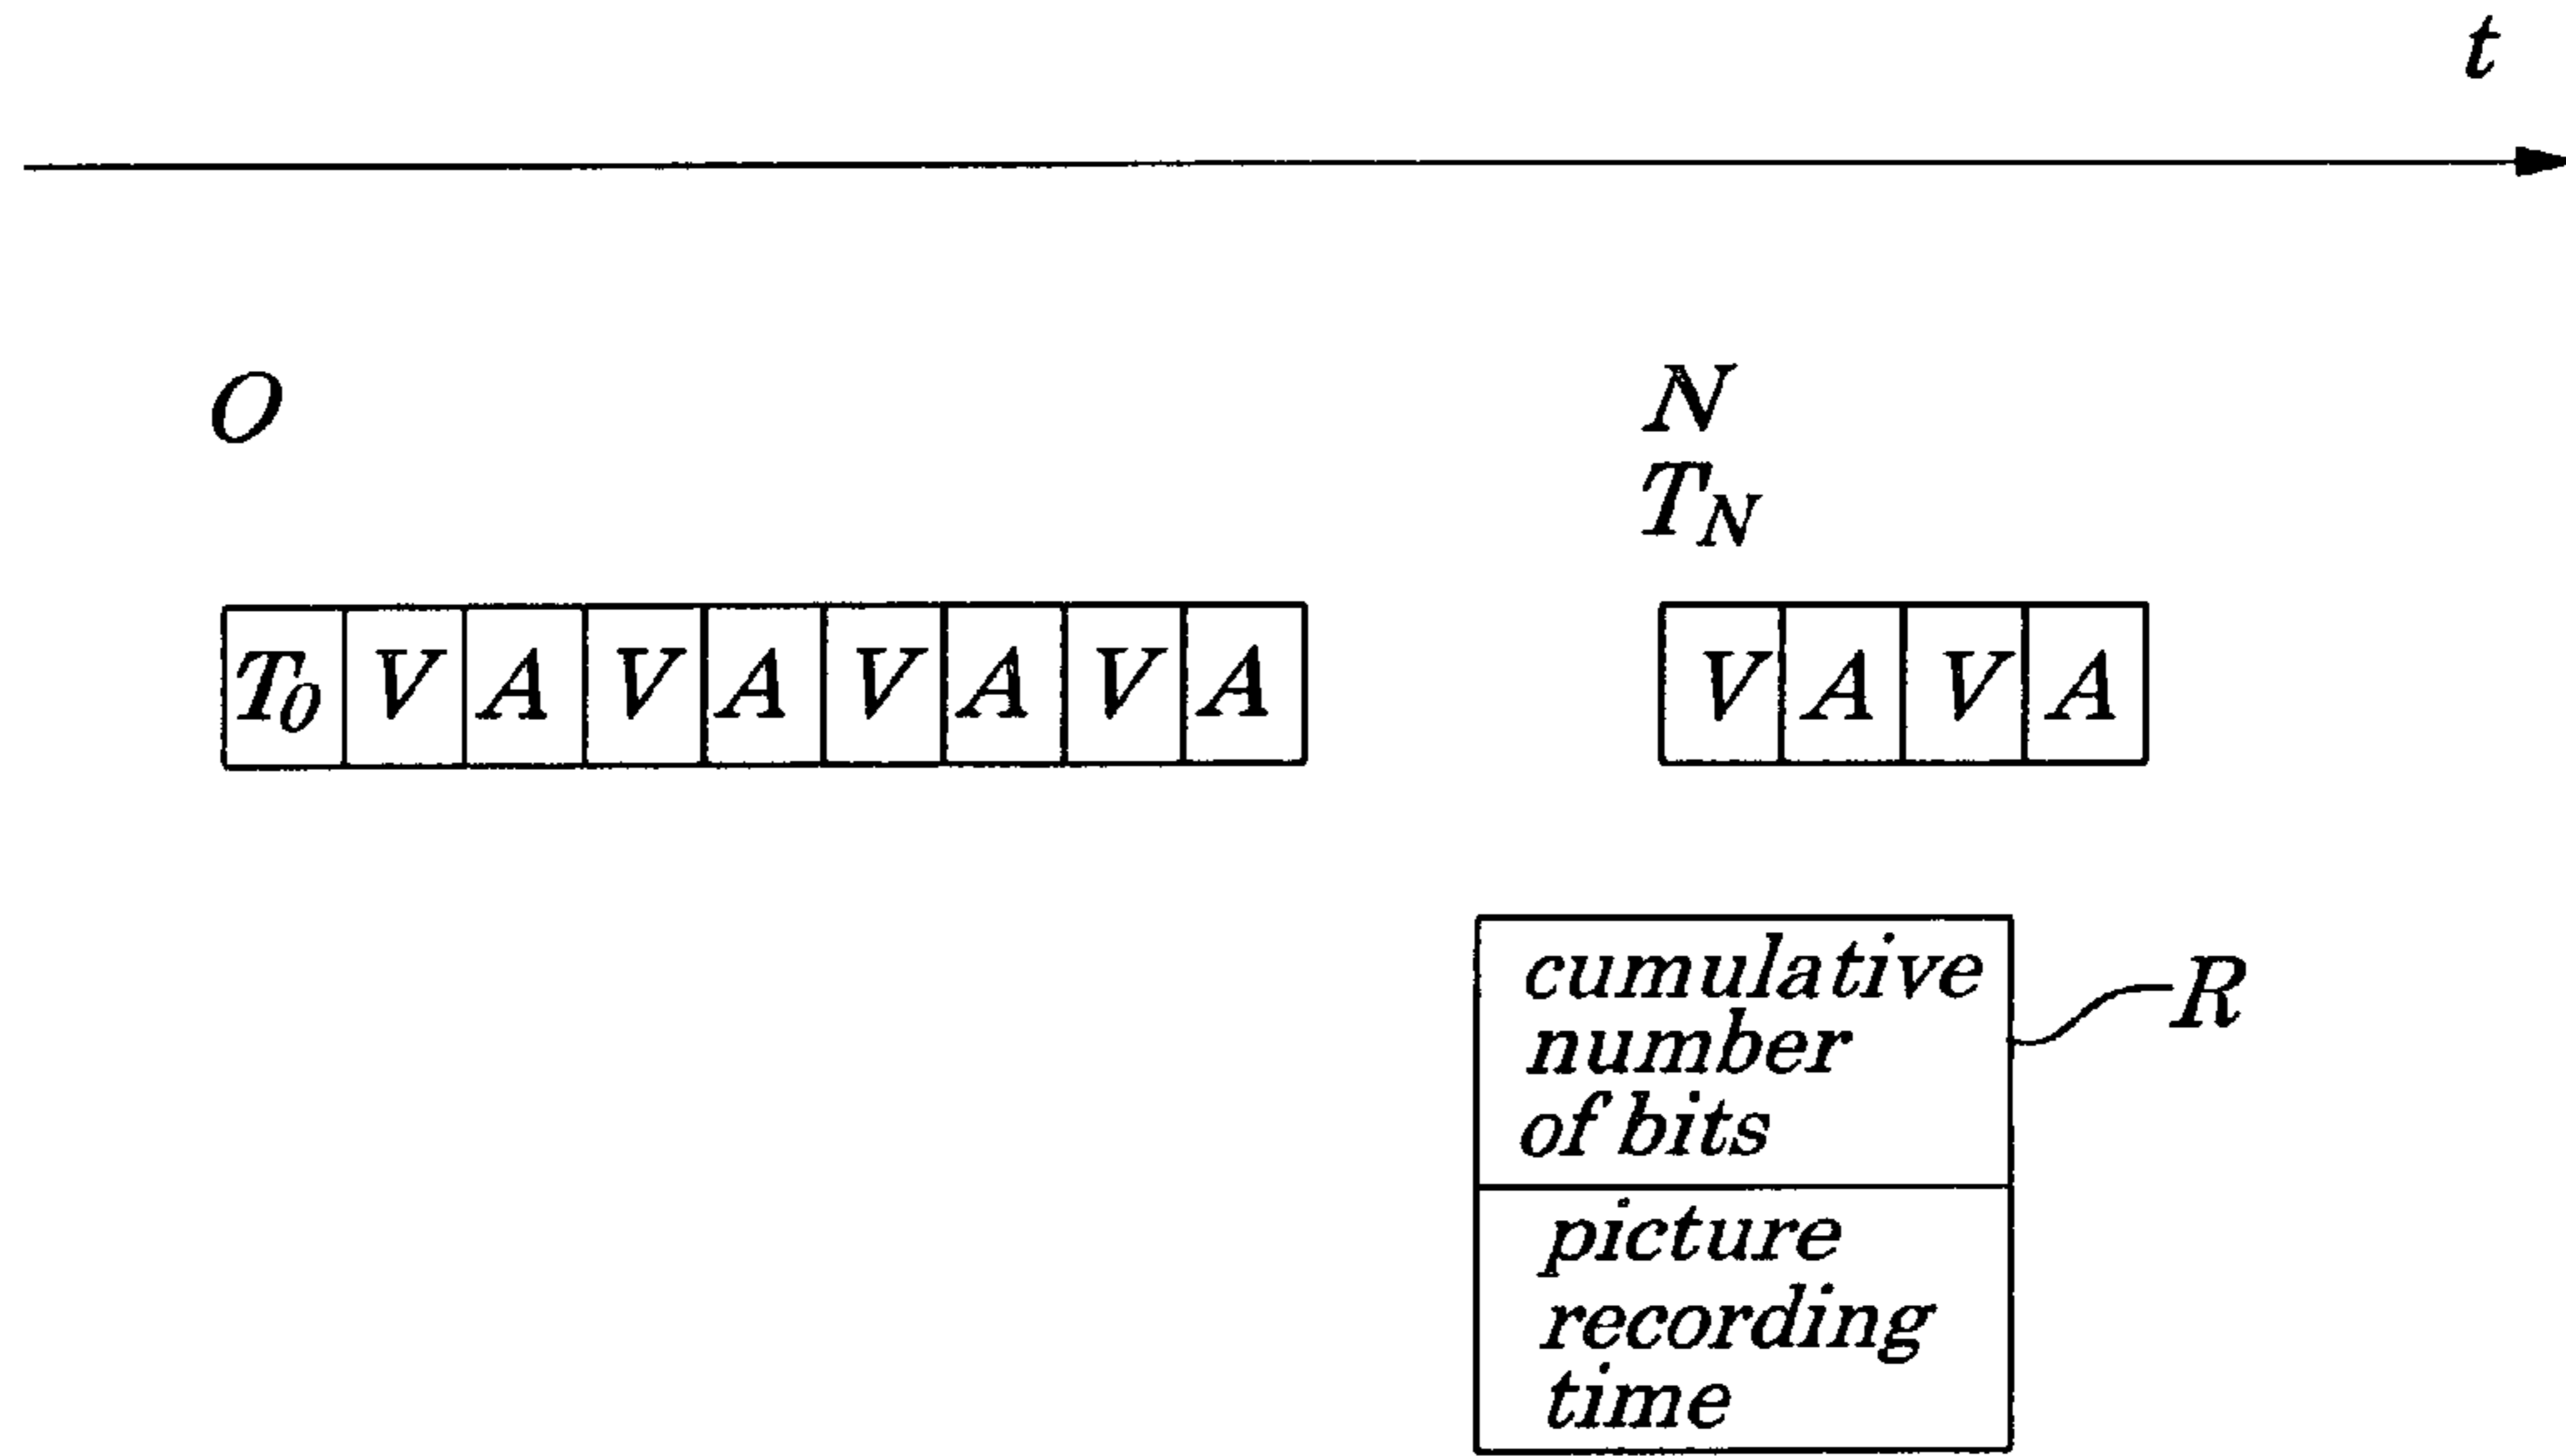 t
O N
T_N
T_0 V A V A V A V A V A V A
cumulative
number
of bits
R
picture
recording
time